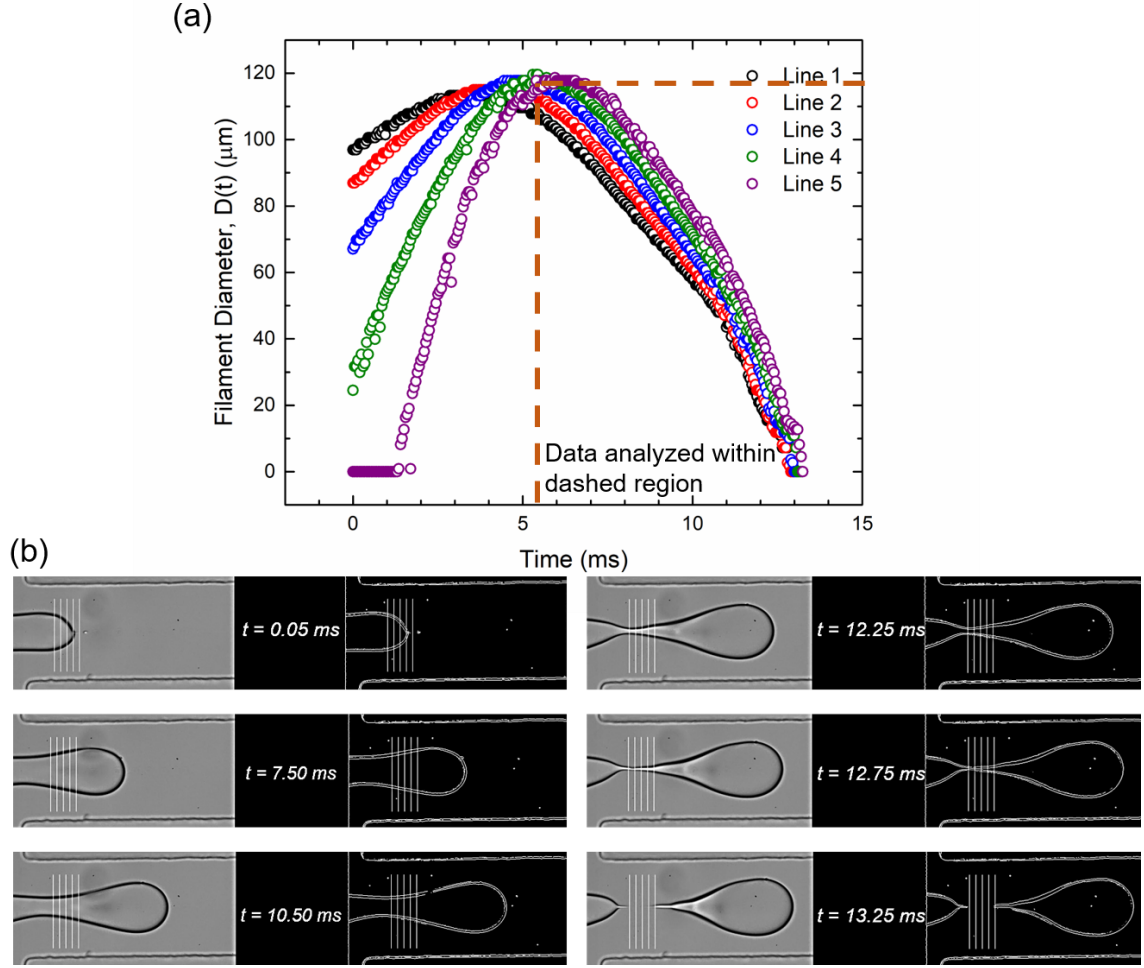 (a)
Filament Diameter, D(t) (μm)
120
100
80
60
40
20
0
Line 1
Line 2
Line 3
Line 4
Line 5
Data analyzed within
dashed region
0
5
10
15
Time (ms)
(b)
t = 0.05 ms
t = 12.25 ms
t = 7.50 ms
t = 12.75 ms
t = 10.50 ms
t = 13.25 ms